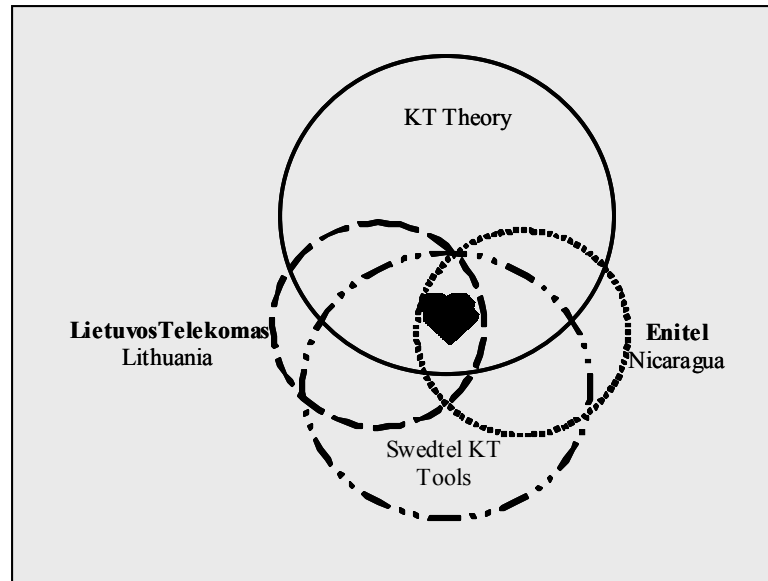 KT Theory
LietuvosTelekomas
Lithuania
Enitel
Nicaragua
Swedtel KT
Tools